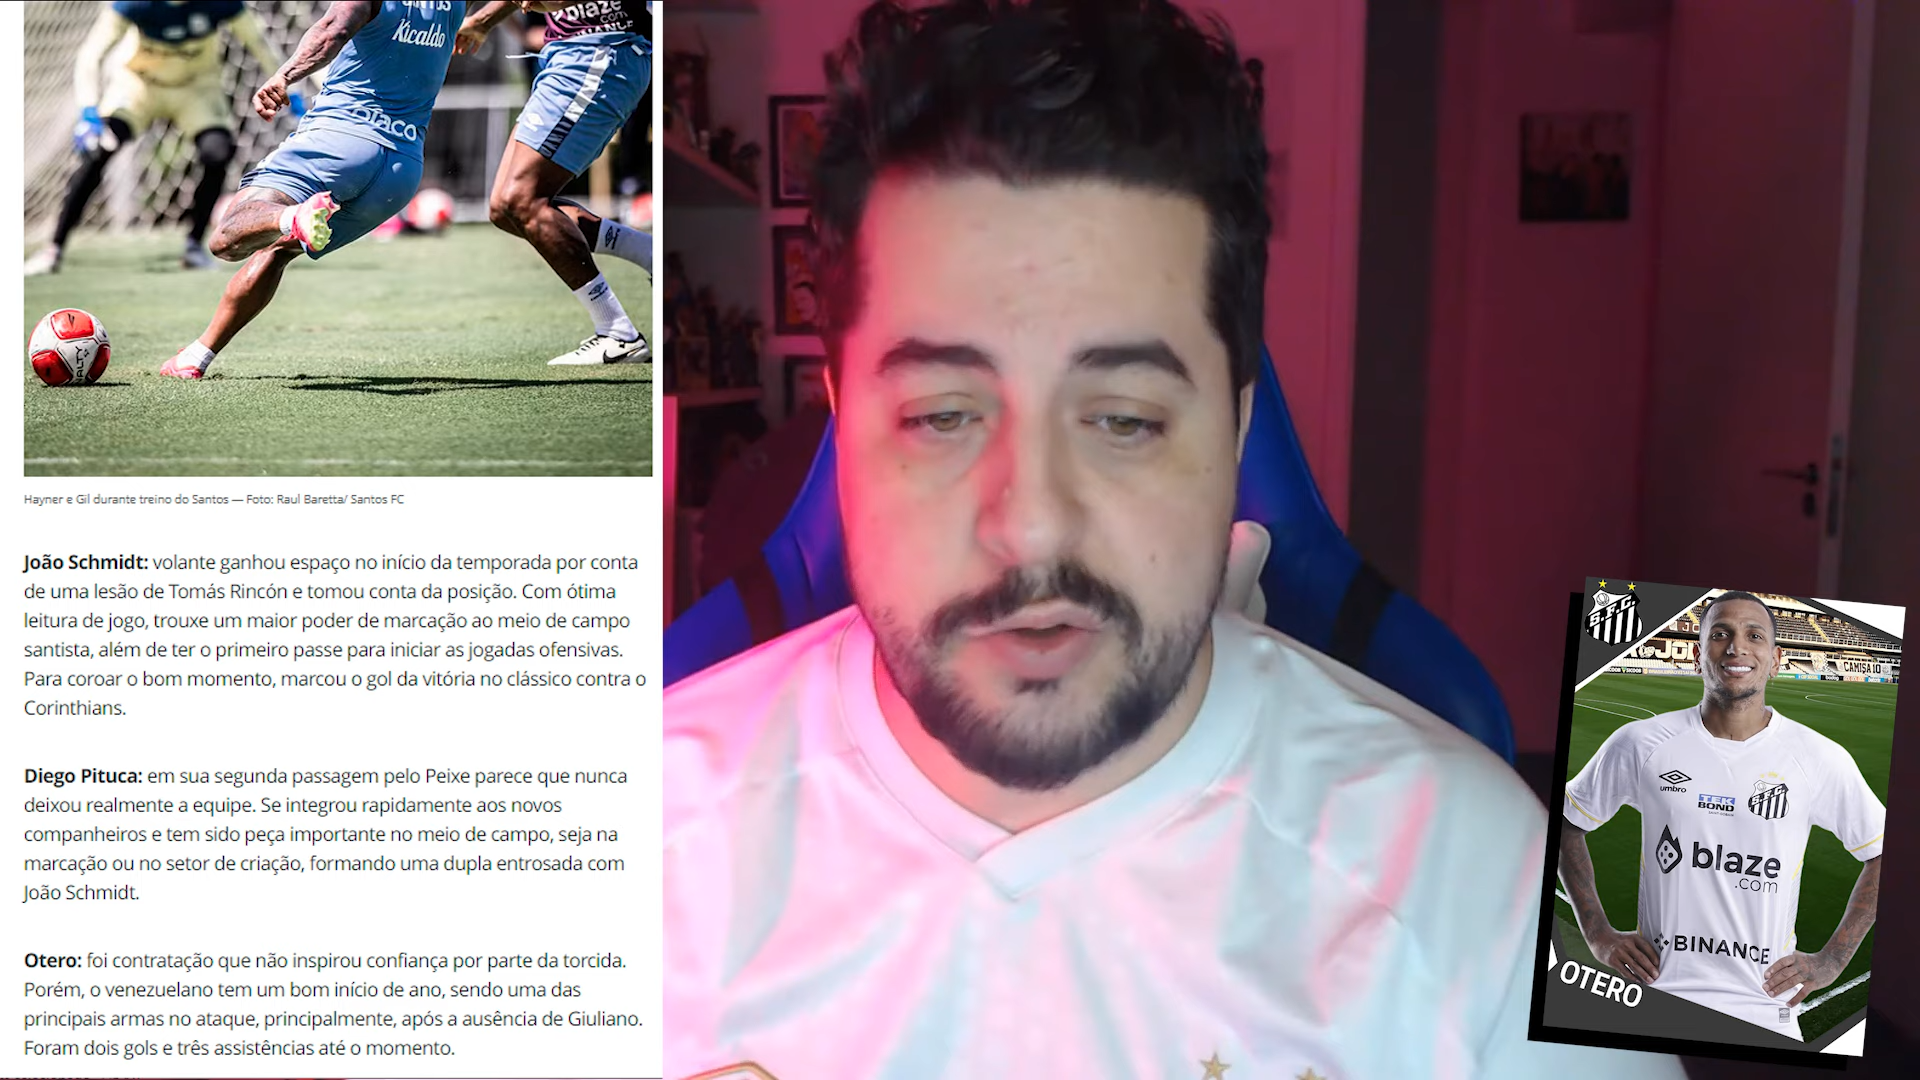 SANTOS
Kicaldo
blaze
.com
BINANCE
PENALTY
Hayner e Gil durante treino do Santos — Foto: Raul Baretta/ Santos FC
João Schmidt: volante ganhou espaço no início da temporada por conta
de uma lesão de Tomás Rincón e tomou conta da posição. Com ótima
leitura de jogo, trouxe um maior poder de marcação ao meio de campo
santista, além de ter o primeiro passe para iniciar as jogadas ofensivas.
Para coroar o bom momento, marcou o gol da vitória no clássico contra o
Corinthians.
Diego Pituca: em sua segunda passagem pelo Peixe parece que nunca
deixou realmente a equipe. Se integrou rapidamente aos novos
companheiros e tem sido peça importante no meio de campo, seja na
marcação ou no setor de criação, formando uma dupla entrosada com
João Schmidt.
Otero: foi contratação que não inspirou confiança por parte da torcida.
Porém, o venezuelano tem um bom início de ano, sendo uma das
principais armas no ataque, principalmente, após a ausência de Giuliano.
Foram dois gols e três assistências até o momento.
S.F.C.
CAMISA 10
umbro
TEK
BOND
S.F.C.
blaze
.com
BINANCE
OTERO